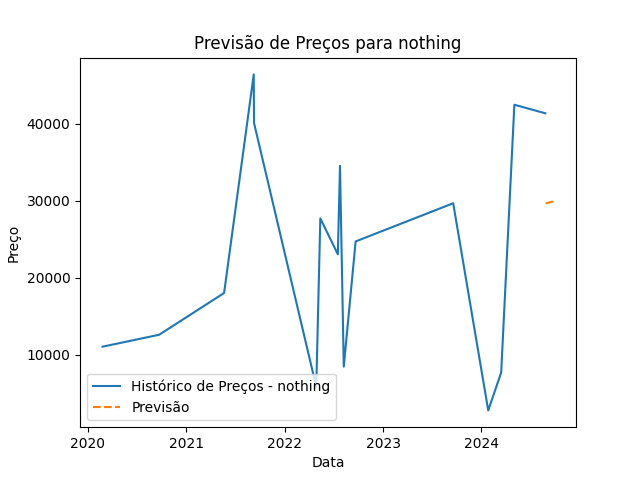 Previsão de Preços para nothing
Preço
40000
30000
20000
10000
Histórico de Preços - nothing
Previsão
2020 2021 2022 2023 2024
Data